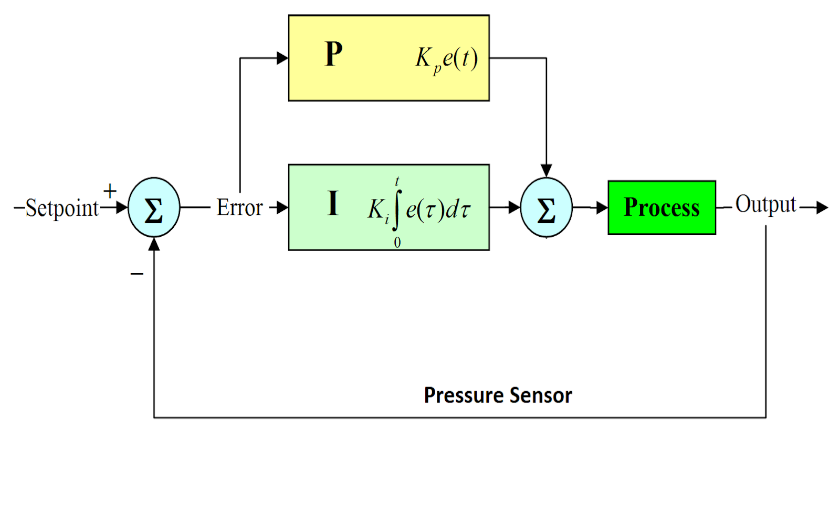 P K_p e(t)
+
–Setpoint Σ Error I K_i ∫_0^t e(τ)dτ Σ Process Output
–
Pressure Sensor